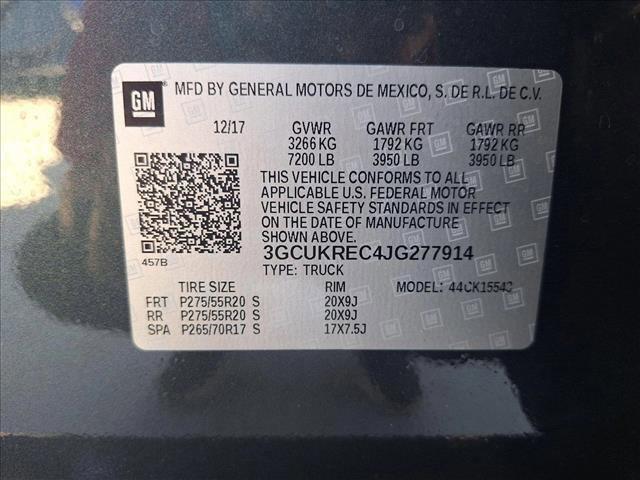 GM MFD BY GENERAL MOTORS DE MEXICO, S. DE R.L. DE C.V.
12/17 GVWR GAWR FRT GAWR RR
3266 KG 1792 KG 1792 KG
7200 LB 3950 LB 3950 LB
THIS VEHICLE CONFORMS TO ALL
APPLICABLE U.S. FEDERAL MOTOR
VEHICLE SAFETY STANDARDS IN EFFECT
ON THE DATE OF MANUFACTURE
SHOWN ABOVE.
3GCUKREC4JG277914
457B TYPE: TRUCK
TIRE SIZE RIM MODEL: 44CK15543
FRT P275/55R20 S 20X9J
RR P275/55R20 S 20X9J
SPA P265/70R17 S 17X7.5J